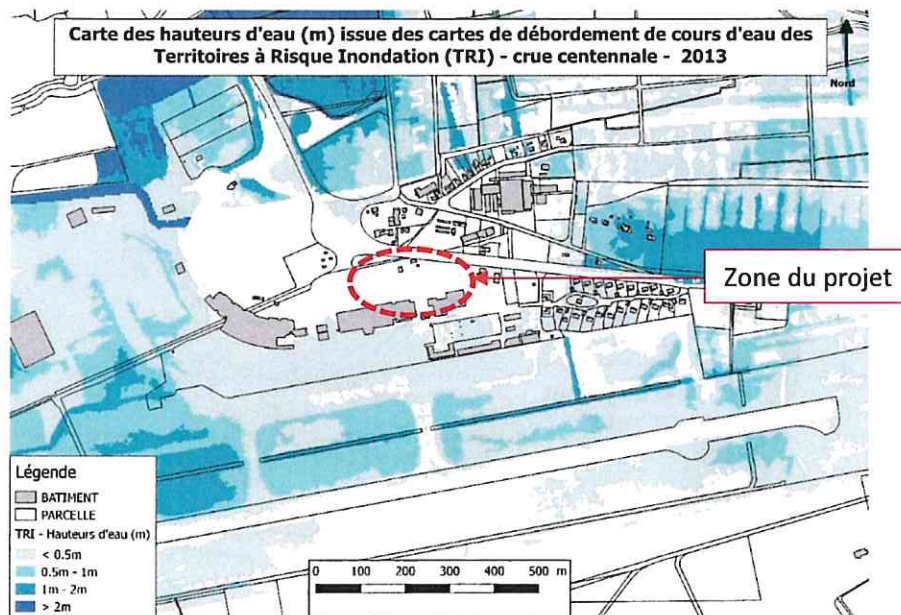 Carte des hauteurs d'eau (m) issue des cartes de débordement de cours d'eau des
Territoires à Risque Inondation (TRI) - crue centennale - 2013
Nord
Zone du projet
Légende
BATIMENT
PARCELLE
TRI - Hauteurs d'eau (m)
< 0.5m
0.5m - 1m
1m - 2m
> 2m
0 100 200 300 400 500 m